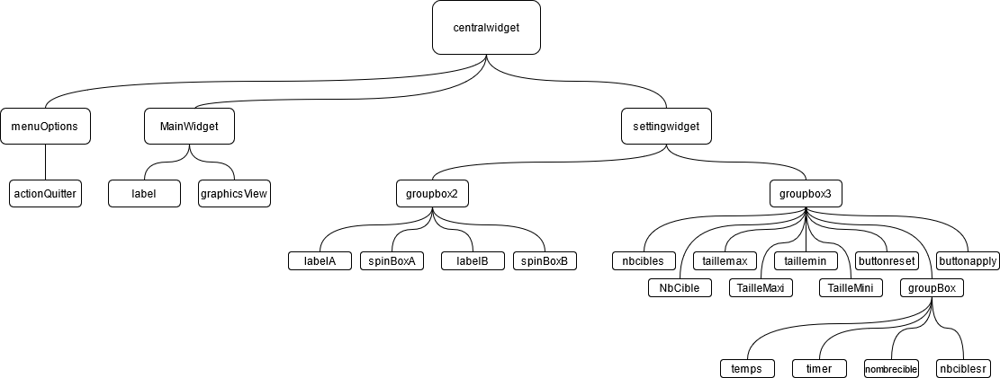 centralwidget
menuOptions
MainWidget
settingwidget
actionQuitter
label
graphicsView
groupbox2
groupbox3
labelA
spinBoxA
labelB
spinBoxB
nbcibles
taillemax
taillemin
buttonreset
buttonapply
NbCible
TailleMaxi
TailleMini
groupBox
temps
timer
nombrecible
nbciblesr